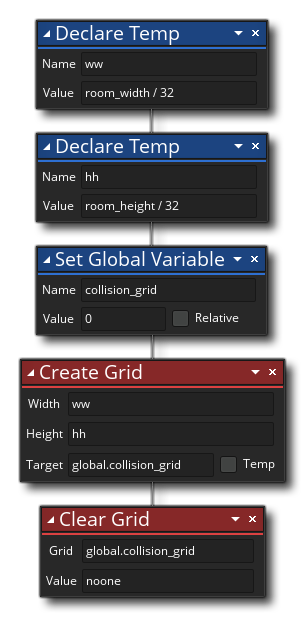 Declare Temp
Name ww
Value room_width / 32
Declare Temp
Name hh
Value room_height / 32
Set Global Variable
Name collision_grid
Value 0 Relative
Create Grid
Width ww
Height hh
Target global.collision_grid Temp
Clear Grid
Grid global.collision_grid
Value noone